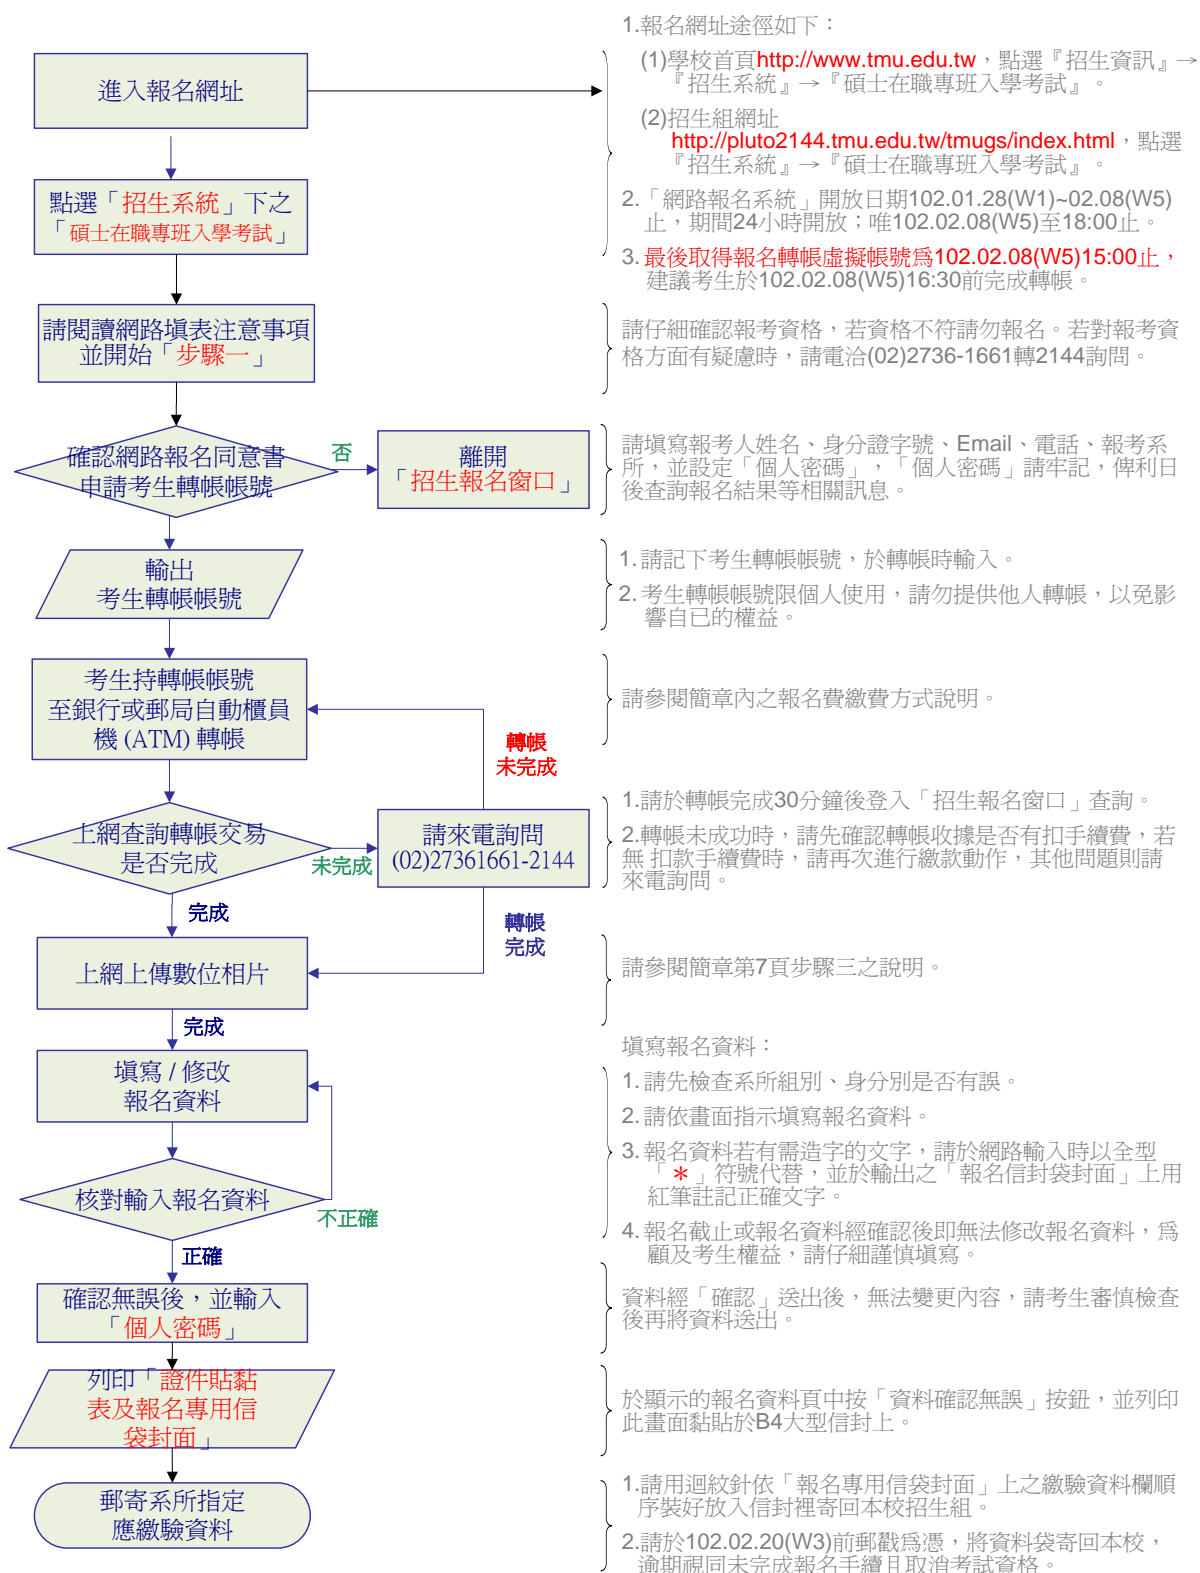 進入報名網址
1.報名網址途徑如下：
(1)學校首頁http://www.tmu.edu.tw，點選『招生資訊』→
『招生系統』→『碩士在職專班入學考試』。
(2)招生組網址
http://pluto2144.tmu.edu.tw/tmugs/index.html，點選
『招生系統』→『碩士在職專班入學考試』。
2.「網路報名系統」開放日期102.01.28(W1)~02.08(W5)
止，期間24小時開放；唯102.02.08(W5)至18:00止。
3.最後取得報名轉帳虛擬帳號為102.02.08(W5)15:00止，
建議考生於102.02.08(W5)16:30前完成轉帳。
點選「招生系統」下之
「碩士在職專班入學考試」
請閱讀網路填表注意事項
並開始「步驟一」
請仔細確認報考資格，若資格不符請勿報名。若對報考資
格方面有疑慮時，請電洽(02)2736-1661轉2144詢問。
確認網路報名同意書
申請考生轉帳帳號
否
離開
「招生報名窗口」
請填寫報考人姓名、身分證字號、Email、電話、報考系
所，並設定「個人密碼」，「個人密碼」請牢記，俾利日
後查詢報名結果等相關訊息。
輸出
考生轉帳帳號
1.請記下考生轉帳帳號，於轉帳時輸入。
2.考生轉帳帳號限個人使用，請勿提供他人轉帳，以免影
響自已的權益。
考生持轉帳帳號
至銀行或郵局自動櫃員
機 (ATM) 轉帳
請參閱簡章內之報名費繳費方式說明。
轉帳
未完成
上網查詢轉帳交易
是否完成
未完成
請來電詢問
(02)27361661-2144
1.請於轉帳完成30分鐘後登入「招生報名窗口」查詢。
2.轉帳未成功時，請先確認轉帳收據是否有扣手續費，若
無 扣款手續費時，請再次進行繳款動作，其他問題則請
來電詢問。
完成
轉帳
完成
上網上傳數位相片
請參閱簡章第7頁步驟三之說明。
完成
填寫 / 修改
報名資料
填寫報名資料：
1.請先檢查系所組別、身分別是否有誤。
2.請依畫面指示填寫報名資料。
3.報名資料若有需造字的文字，請於網路輸入時以全型
「＊」符號代替，並於輸出之「報名信封袋封面」上用
紅筆註記正確文字。
4.報名截止或報名資料經確認後即無法修改報名資料，為
顧及考生權益，請仔細謹慎填寫。
核對輸入報名資料
不正確
正確
確認無誤後，並輸入
「個人密碼」
資料經「確認」送出後，無法變更內容，請考生審慎檢查
後再將資料送出。
列印「證件貼黏
表及報名專用信
袋封面」
於顯示的報名資料頁中按「資料確認無誤」按鈕，並列印
此畫面黏貼於B4大型信封上。
郵寄系所指定
應繳驗資料
1.請用迴紋針依「報名專用信袋封面」上之繳驗資料欄順
序裝好放入信封裡寄回本校招生組。
2.請於102.02.20(W3)前郵戳為憑，將資料袋寄回本校，
逾期視同未完成報名手續且取消考試資格。